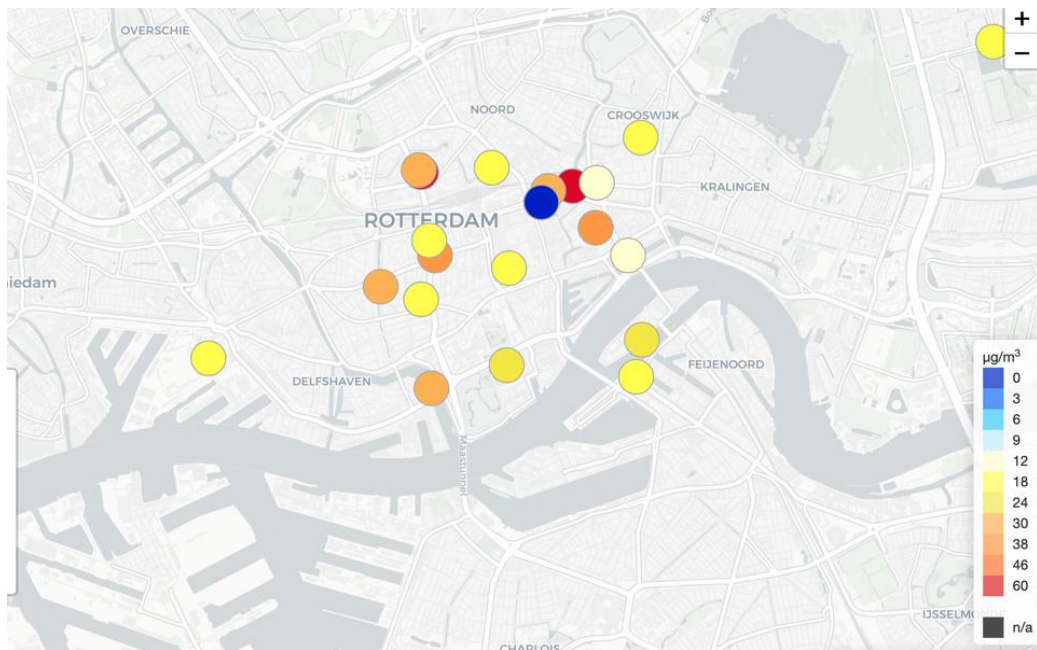 OVERSCHIE
+
−
NOORD
CROOSWIJK
KRALINGEN
ROTTERDAM
iedam
DELFSHAVEN
FEIJENOORD
Maastunnel
CHARLOIS
IJSSELMONDE
µg/m³
0
3
6
9
12
18
24
30
38
46
60
n/a